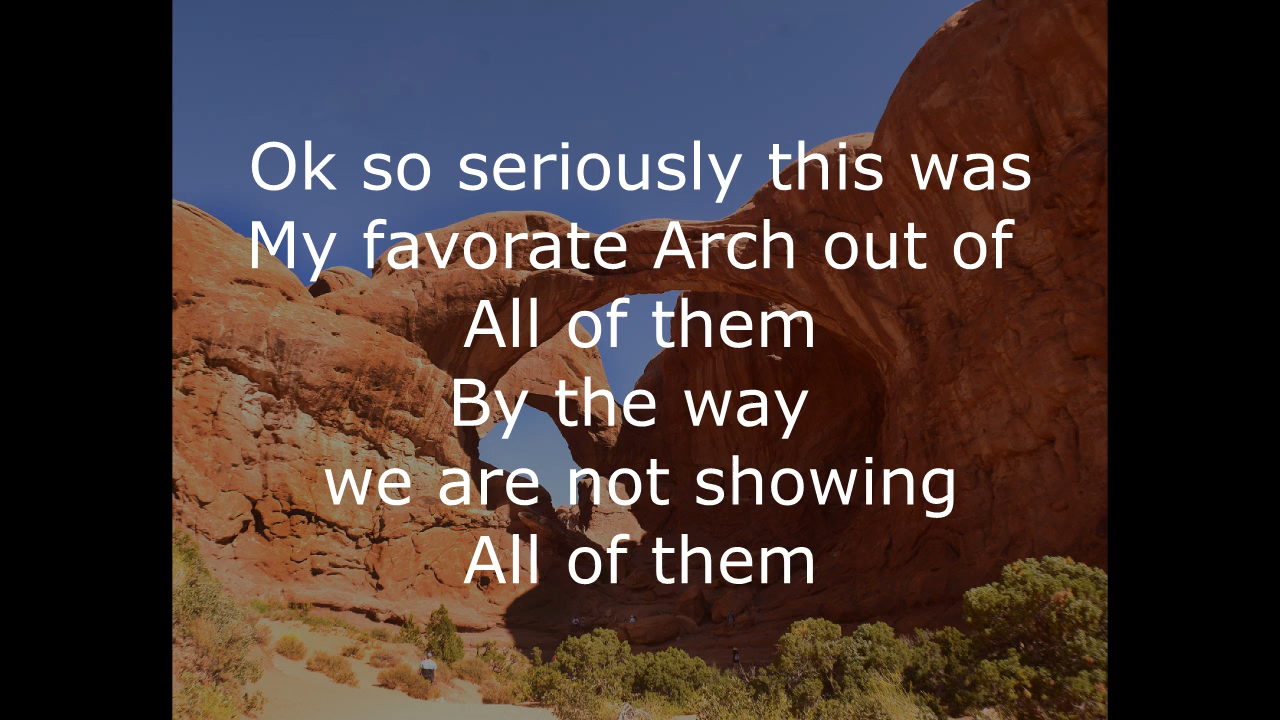 Ok so seriously this was
My favorate Arch out of
All of them
By the way
we are not showing
All of them